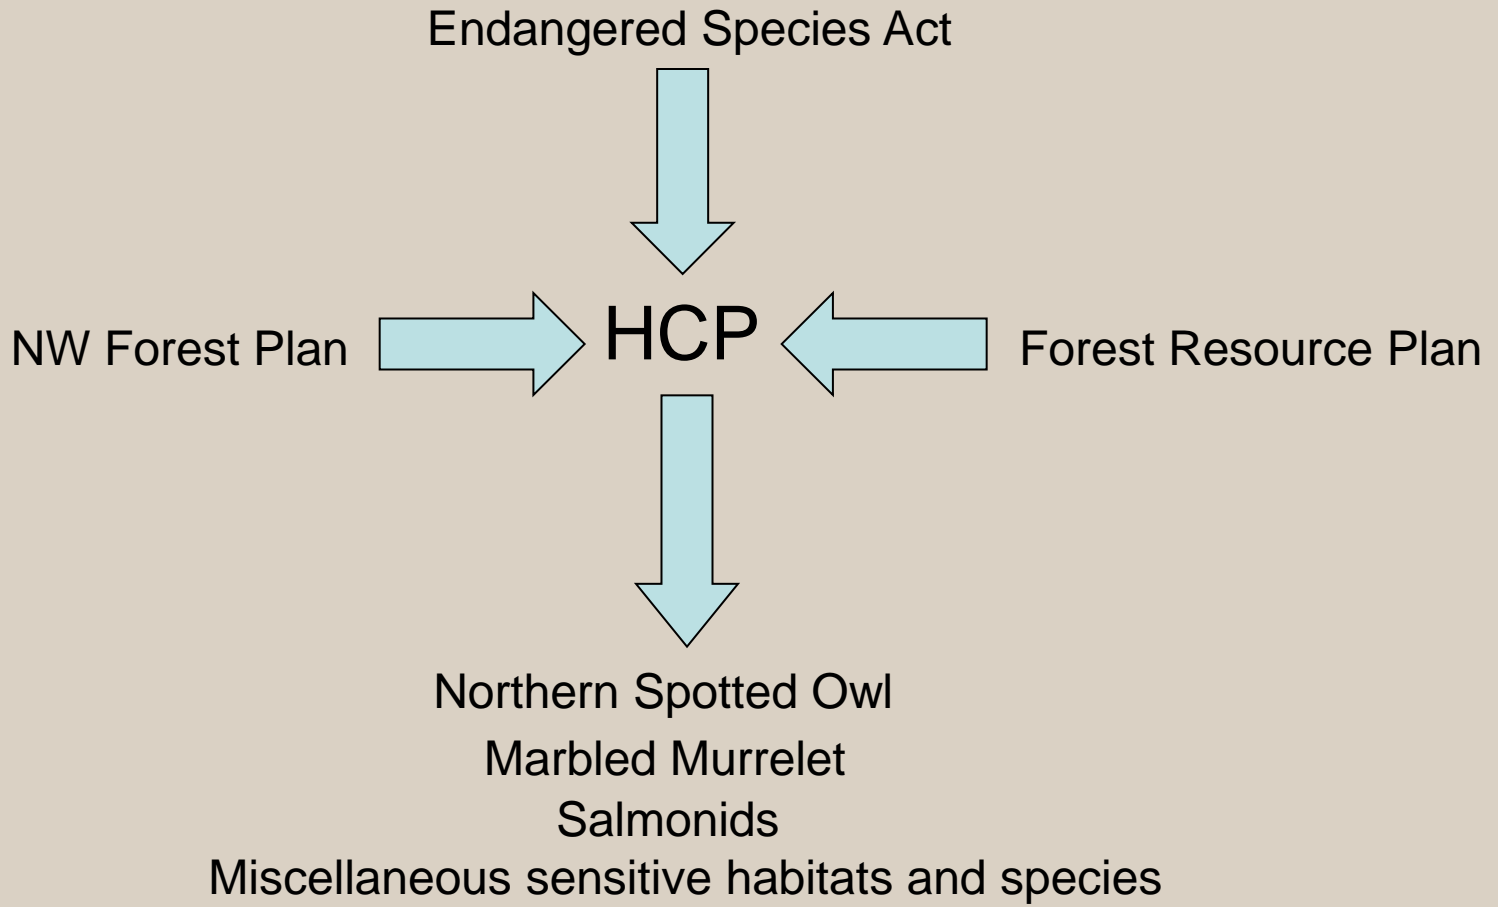 Endangered Species Act
NW Forest Plan
HCP
Forest Resource Plan
Northern Spotted Owl
Marbled Murrelet
Salmonids
Miscellaneous sensitive habitats and species